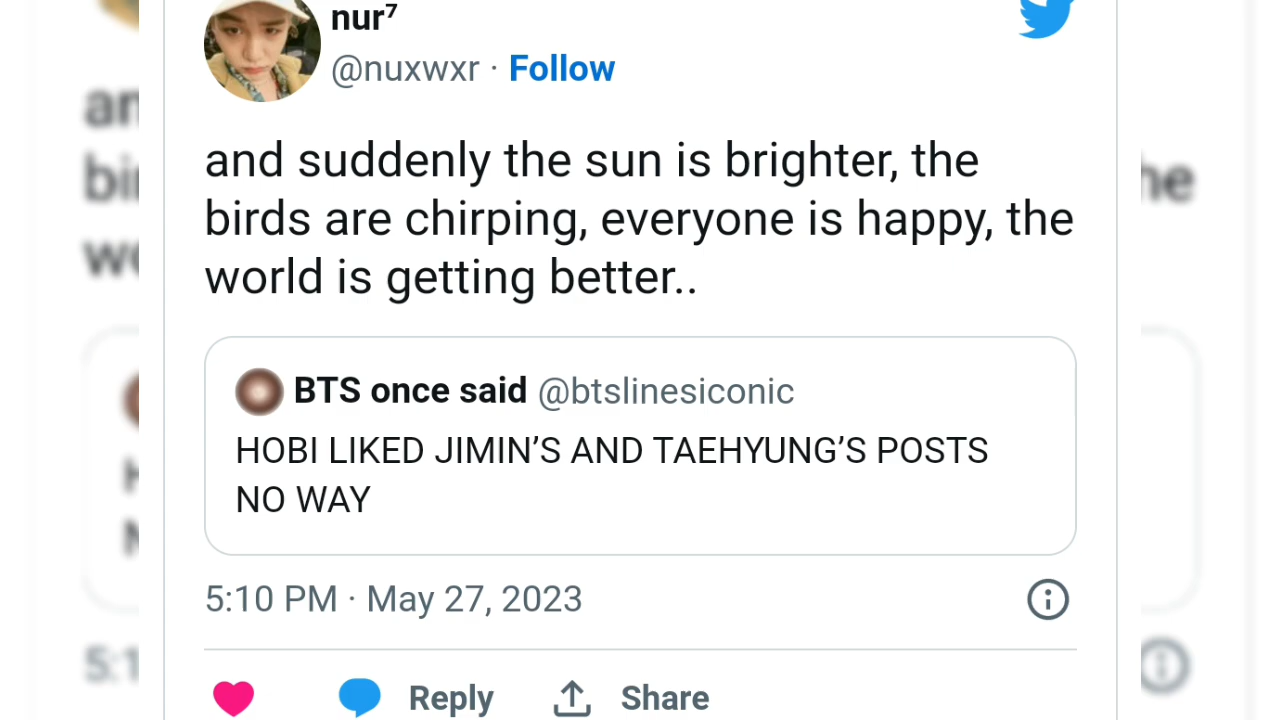 nur⁷
@nuxwxr · Follow
and suddenly the sun is brighter, the
birds are chirping, everyone is happy, the
world is getting better..
BTS once said @btslinesiconic
HOBI LIKED JIMIN’S AND TAEHYUNG’S POSTS
NO WAY
5:10 PM · May 27, 2023
Reply Share